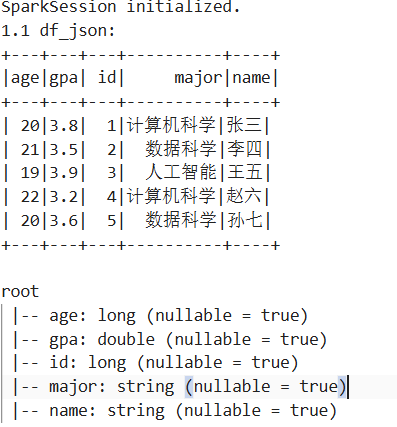 SparkSession initialized.
1.1 df_json:
+---+---+---+----------+----+
|age|gpa| id|     major|name|
+---+---+---+----------+----+
| 20|3.8|  1|计算机科学|张三|
| 21|3.5|  2|  数据科学|李四|
| 19|3.9|  3|  人工智能|王五|
| 22|3.2|  4|计算机科学|赵六|
| 20|3.6|  5|  数据科学|孙七|
+---+---+---+----------+----+
root
|-- age: long (nullable = true)
|-- gpa: double (nullable = true)
|-- id: long (nullable = true)
|-- major: string (nullable = true)
|-- name: string (nullable = true)